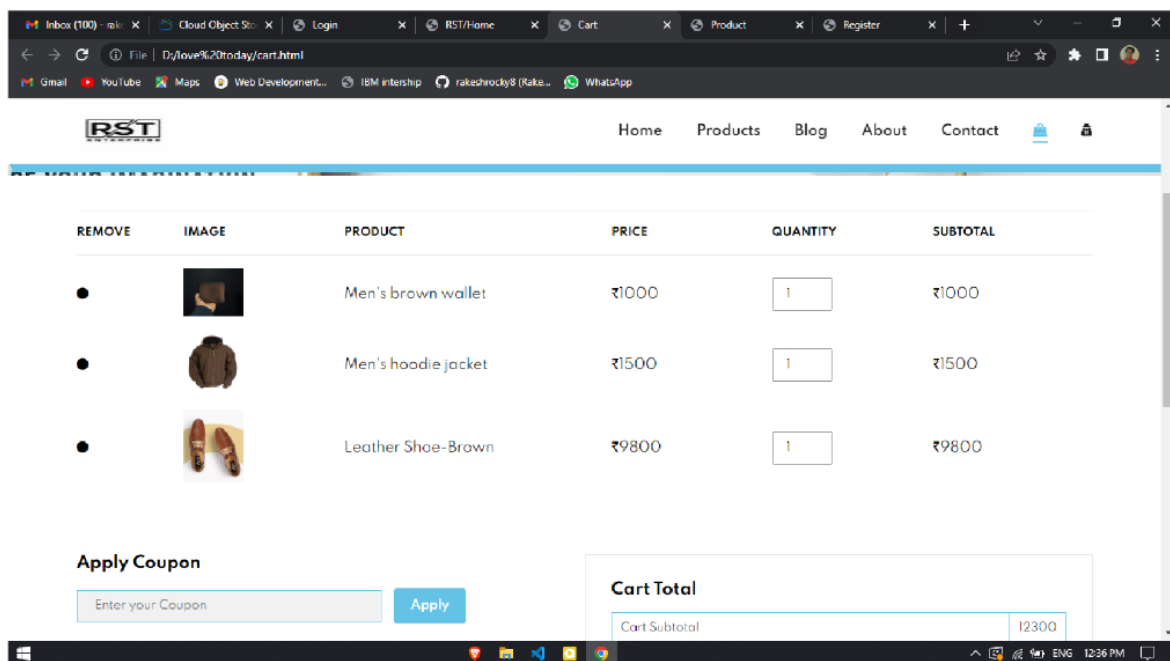 Inbox (100) - rak Cloud Object Sto Login RST/Home Cart Product Register
File D:/love%20today/cart.html
Gmail YouTube Maps Web Development... IBM intership rakeshrocky8 (Rake... WhatsApp
RST Home Products Blog About Contact
REMOVE IMAGE PRODUCT PRICE QUANTITY SUBTOTAL
Men's brown wallet ₹1000 1 ₹1000
Men's hoodie jacket ₹1500 1 ₹1500
Leather Shoe-Brown ₹9800 1 ₹9800
Apply Coupon
Enter your Coupon Apply
Cart Total
Cart Subtotal 12300
ENG 12:36 PM